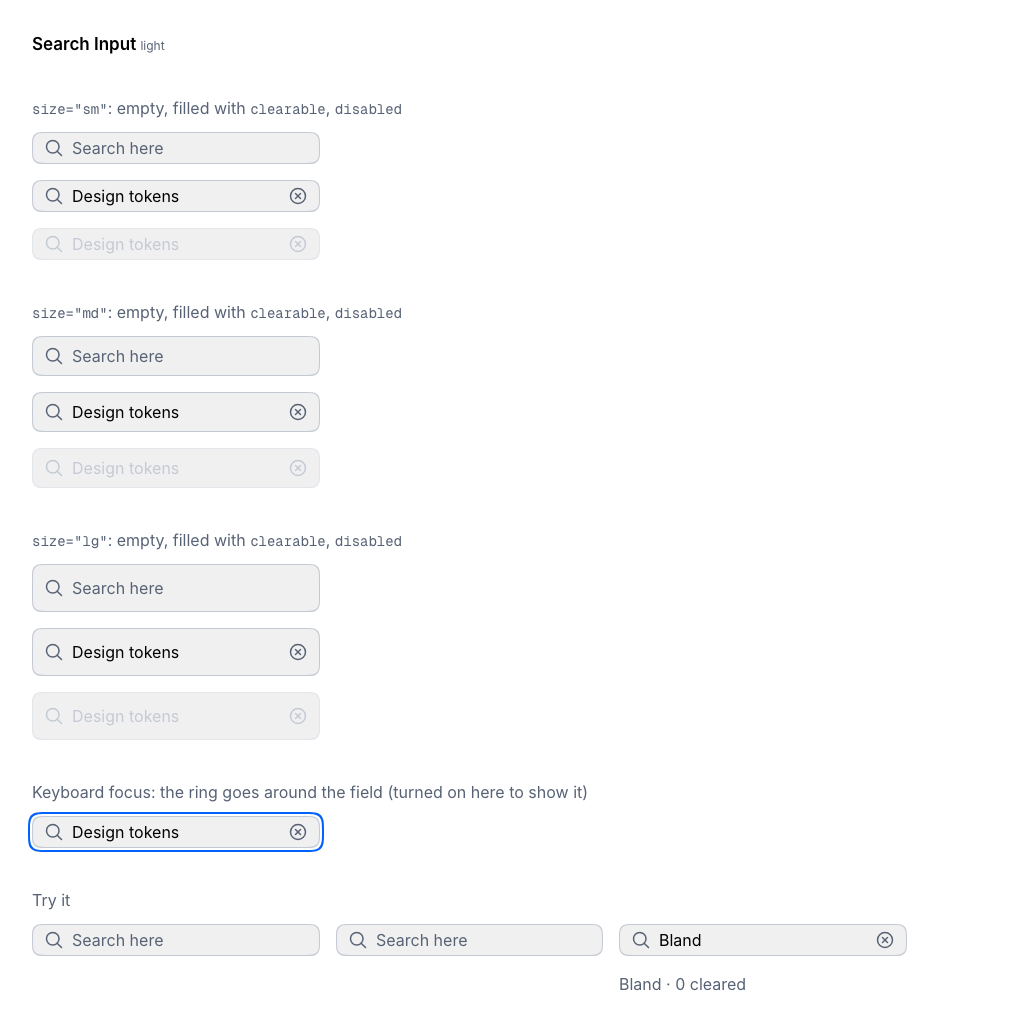 Search Input light
size="sm": empty, filled with clearable, disabled
Search here
Design tokens
Design tokens
size="md": empty, filled with clearable, disabled
Search here
Design tokens
Design tokens
size="lg": empty, filled with clearable, disabled
Search here
Design tokens
Design tokens
Keyboard focus: the ring goes around the field (turned on here to show it)
Design tokens
Try it
Search here Search here Bland
Bland · 0 cleared